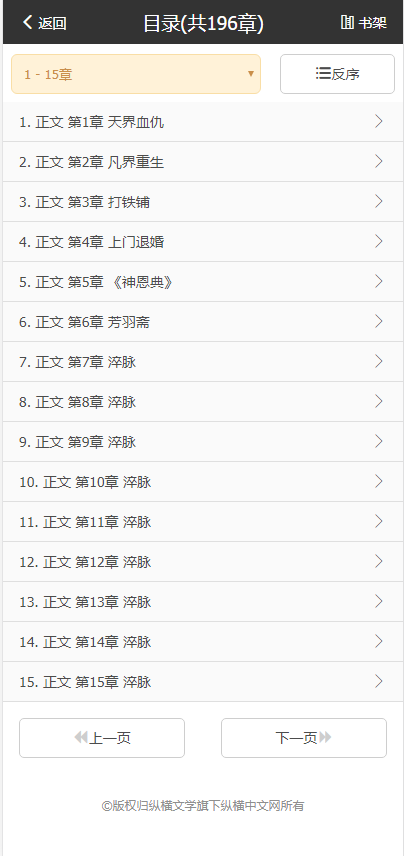 返回 目录(共196章) 书架
1 - 15章 反序
1. 正文 第1章 天界血仇
2. 正文 第2章 凡界重生
3. 正文 第3章 打铁铺
4. 正文 第4章 上门退婚
5. 正文 第5章 《神恩典》
6. 正文 第6章 芳羽斋
7. 正文 第7章 淬脉
8. 正文 第8章 淬脉
9. 正文 第9章 淬脉
10. 正文 第10章 淬脉
11. 正文 第11章 淬脉
12. 正文 第12章 淬脉
13. 正文 第13章 淬脉
14. 正文 第14章 淬脉
15. 正文 第15章 淬脉
上一页 下一页
©版权归纵横文学旗下纵横中文网所有